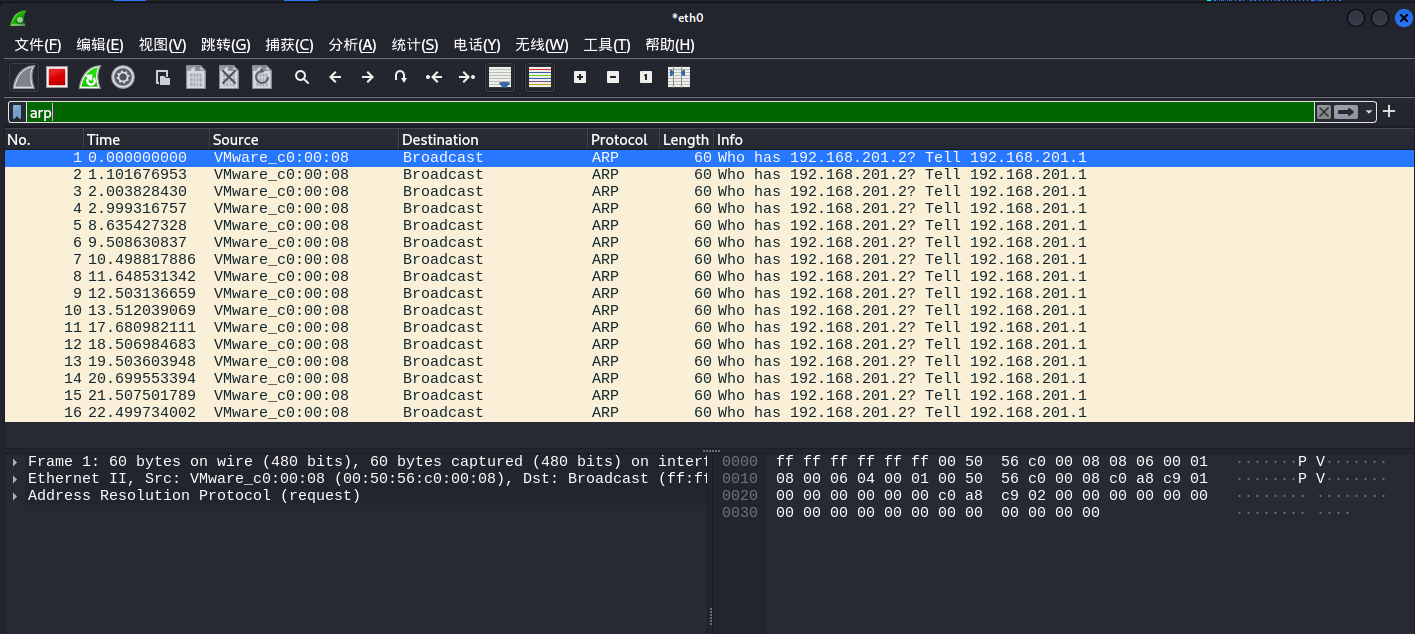 *eth0
文件(F) 编辑(E) 视图(V) 跳转(G) 捕获(C) 分析(A) 统计(S) 电话(Y) 无线(W) 工具(T) 帮助(H)
arp
No. Time Source Destination Protocol Length Info
1 0.000000000 VMware_c0:00:08 Broadcast ARP 60 Who has 192.168.201.2? Tell 192.168.201.1
2 1.101676953 VMware_c0:00:08 Broadcast ARP 60 Who has 192.168.201.2? Tell 192.168.201.1
3 2.003828430 VMware_c0:00:08 Broadcast ARP 60 Who has 192.168.201.2? Tell 192.168.201.1
4 2.999316757 VMware_c0:00:08 Broadcast ARP 60 Who has 192.168.201.2? Tell 192.168.201.1
5 8.635427328 VMware_c0:00:08 Broadcast ARP 60 Who has 192.168.201.2? Tell 192.168.201.1
6 9.508630837 VMware_c0:00:08 Broadcast ARP 60 Who has 192.168.201.2? Tell 192.168.201.1
7 10.498817886 VMware_c0:00:08 Broadcast ARP 60 Who has 192.168.201.2? Tell 192.168.201.1
8 11.648531342 VMware_c0:00:08 Broadcast ARP 60 Who has 192.168.201.2? Tell 192.168.201.1
9 12.503136659 VMware_c0:00:08 Broadcast ARP 60 Who has 192.168.201.2? Tell 192.168.201.1
10 13.512039069 VMware_c0:00:08 Broadcast ARP 60 Who has 192.168.201.2? Tell 192.168.201.1
11 17.680982111 VMware_c0:00:08 Broadcast ARP 60 Who has 192.168.201.2? Tell 192.168.201.1
12 18.506984683 VMware_c0:00:08 Broadcast ARP 60 Who has 192.168.201.2? Tell 192.168.201.1
13 19.503603948 VMware_c0:00:08 Broadcast ARP 60 Who has 192.168.201.2? Tell 192.168.201.1
14 20.699553394 VMware_c0:00:08 Broadcast ARP 60 Who has 192.168.201.2? Tell 192.168.201.1
15 21.507501789 VMware_c0:00:08 Broadcast ARP 60 Who has 192.168.201.2? Tell 192.168.201.1
16 22.499734002 VMware_c0:00:08 Broadcast ARP 60 Who has 192.168.201.2? Tell 192.168.201.1
Frame 1: 60 bytes on wire (480 bits), 60 bytes captured (480 bits) on interf
Ethernet II, Src: VMware_c0:00:08 (00:50:56:c0:00:08), Dst: Broadcast (ff:ff
Address Resolution Protocol (request)
0000 ff ff ff ff ff ff 00 50 56 c0 00 08 08 06 00 01 ·······P V·······
0010 08 00 06 04 00 01 00 50 56 c0 00 08 c0 a8 c9 01 ·······P V·······
0020 00 00 00 00 00 00 c0 a8 c9 02 00 00 00 00 00 00 ········ ········
0030 00 00 00 00 00 00 00 00 00 00 00 00 ········ ····